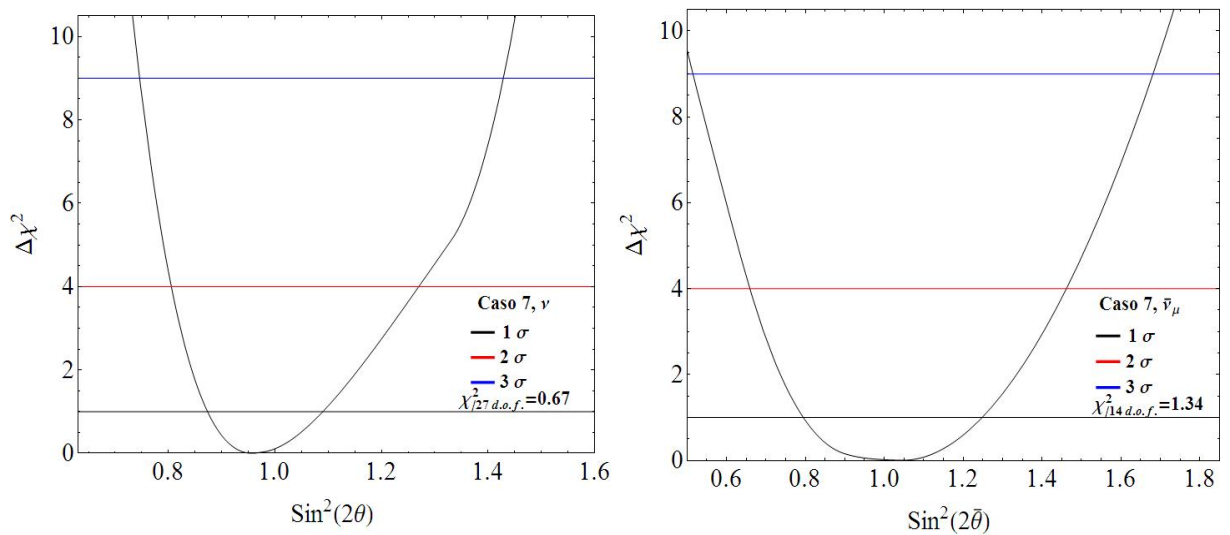 10
8
6
4
2
0
Δχ²
Caso 7, ν
1 σ
2 σ
3 σ
χ²/27 d.o.f.=0.67
0.8 1.0 1.2 1.4 1.6
Sin²(2θ)
10
8
6
4
2
0
Δχ²
Caso 7, ν̄μ
1 σ
2 σ
3 σ
χ²/14 d.o.f.=1.34
0.6 0.8 1.0 1.2 1.4 1.6 1.8
Sin²(2θ̄)